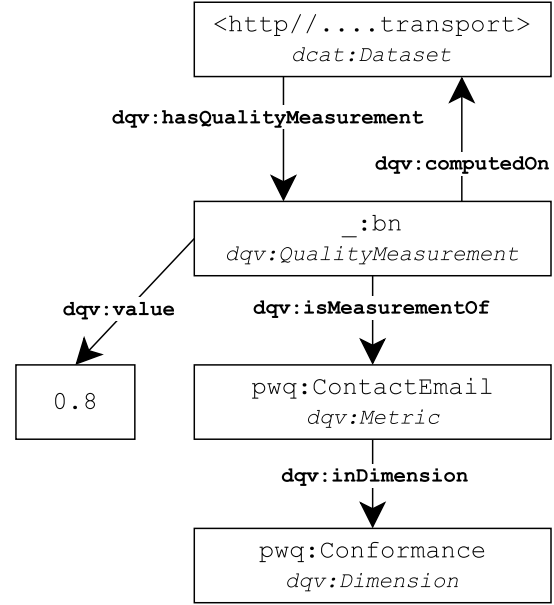 <http//....transport>
dcat:Dataset
dqv:hasQualityMeasurement
dqv:computedOn
_:bn
dqv:QualityMeasurement
dqv:value
dqv:isMeasurementOf
0.8
pwq:ContactEmail
dqv:Metric
dqv:inDimension
pwq:Conformance
dqv:Dimension